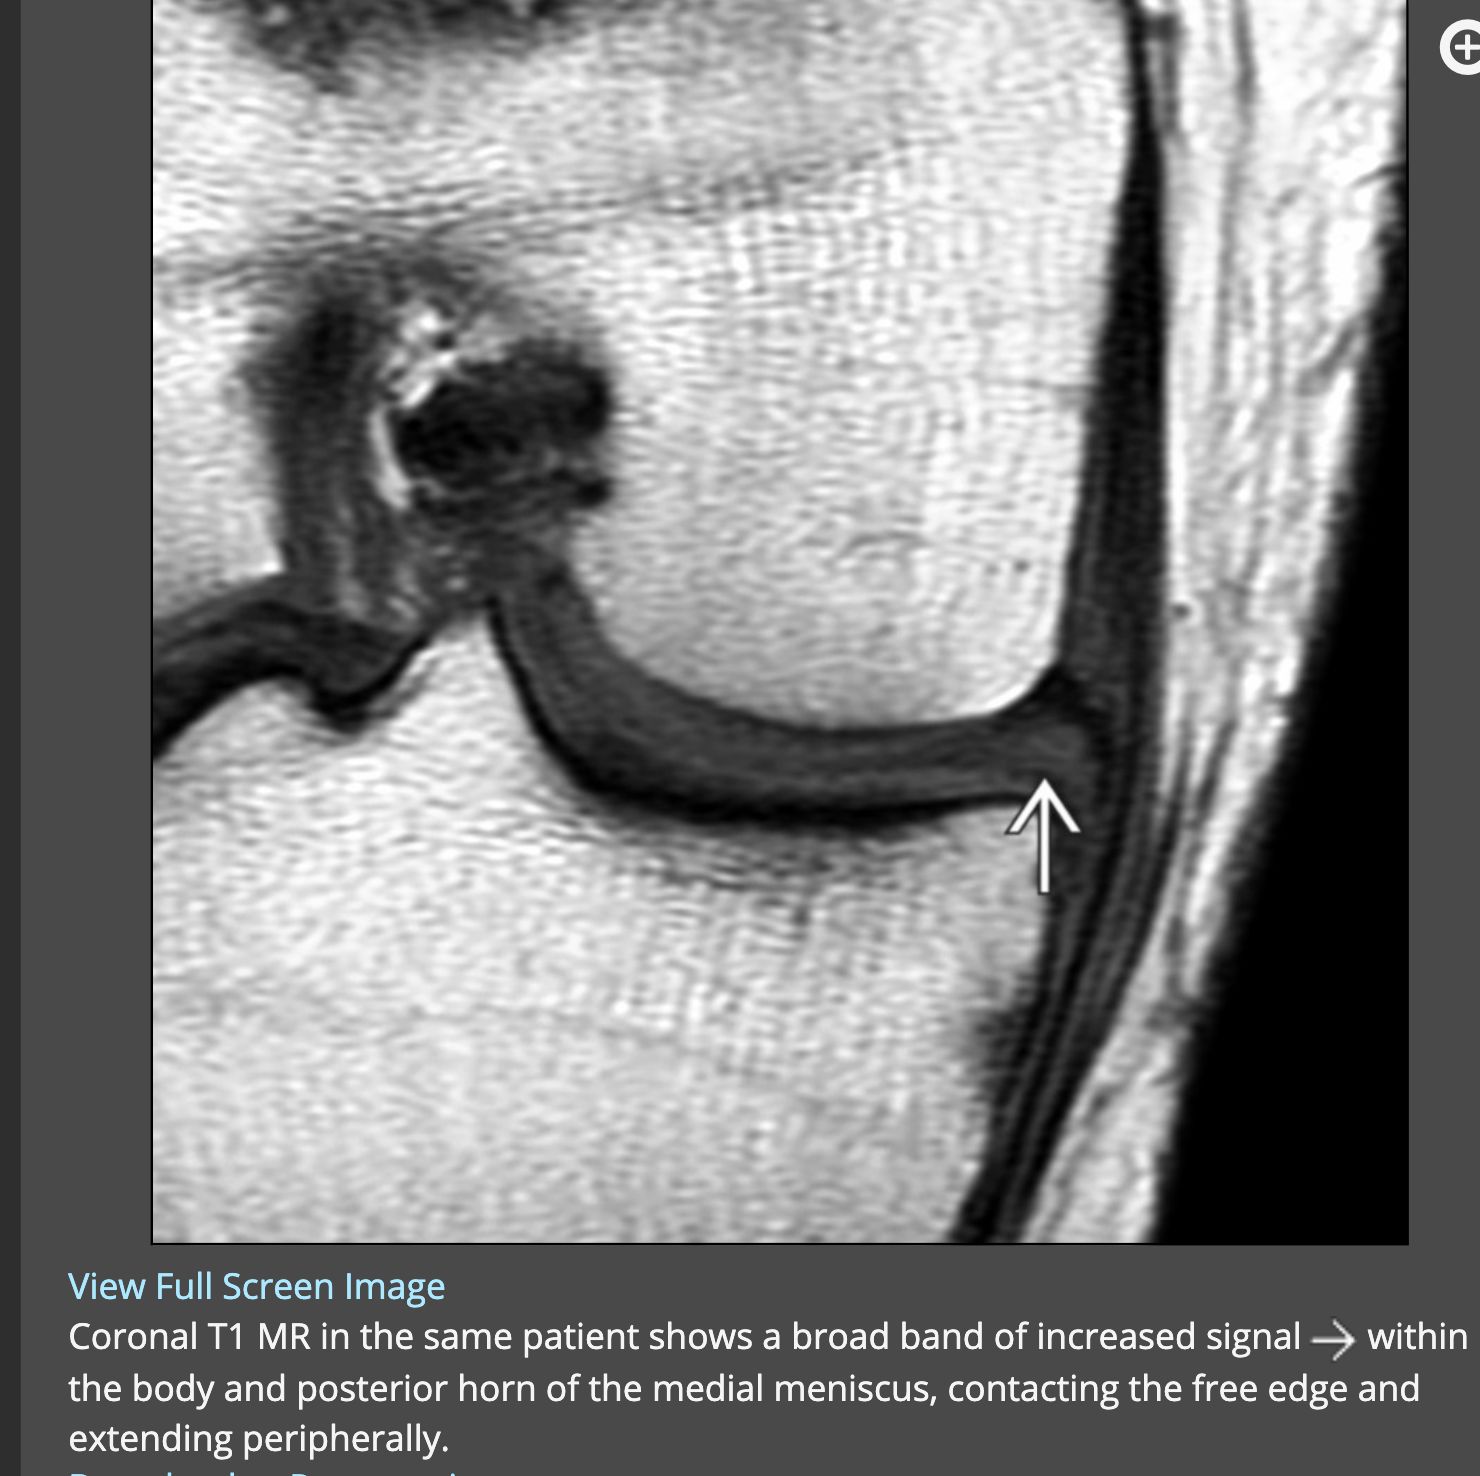 View Full Screen Image
Coronal T1 MR in the same patient shows a broad band of increased signal → within
the body and posterior horn of the medial meniscus, contacting the free edge and
extending peripherally.